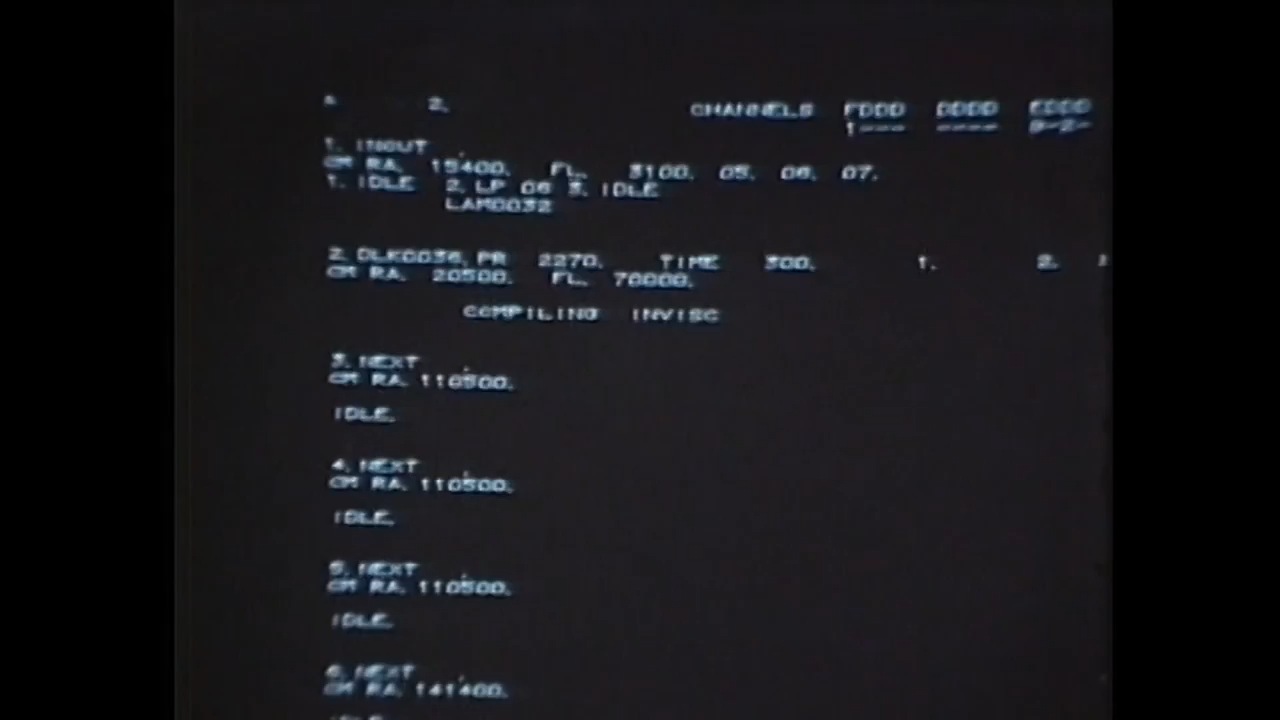 A 2. CHANNELS FDDD DDDD EDDD
1--- ---- 
1. INOUT
CM RA. 15400. FL. 3100. 05. 06. 07.
1. IDLE 2. LP 06 3. IDLE
LAM0032
2. DLK0036. PR 2270. TIME 300. 1. 2.
CM RA. 20500. FL. 70000.
COMPILING INVISC
3. NEXT
CM RA. 110500.
IDLE.
4. NEXT
CM RA. 110500.
IDLE.
5. NEXT
CM RA. 110500.
IDLE.
6. NEXT
CM RA. 141400.
IDLE